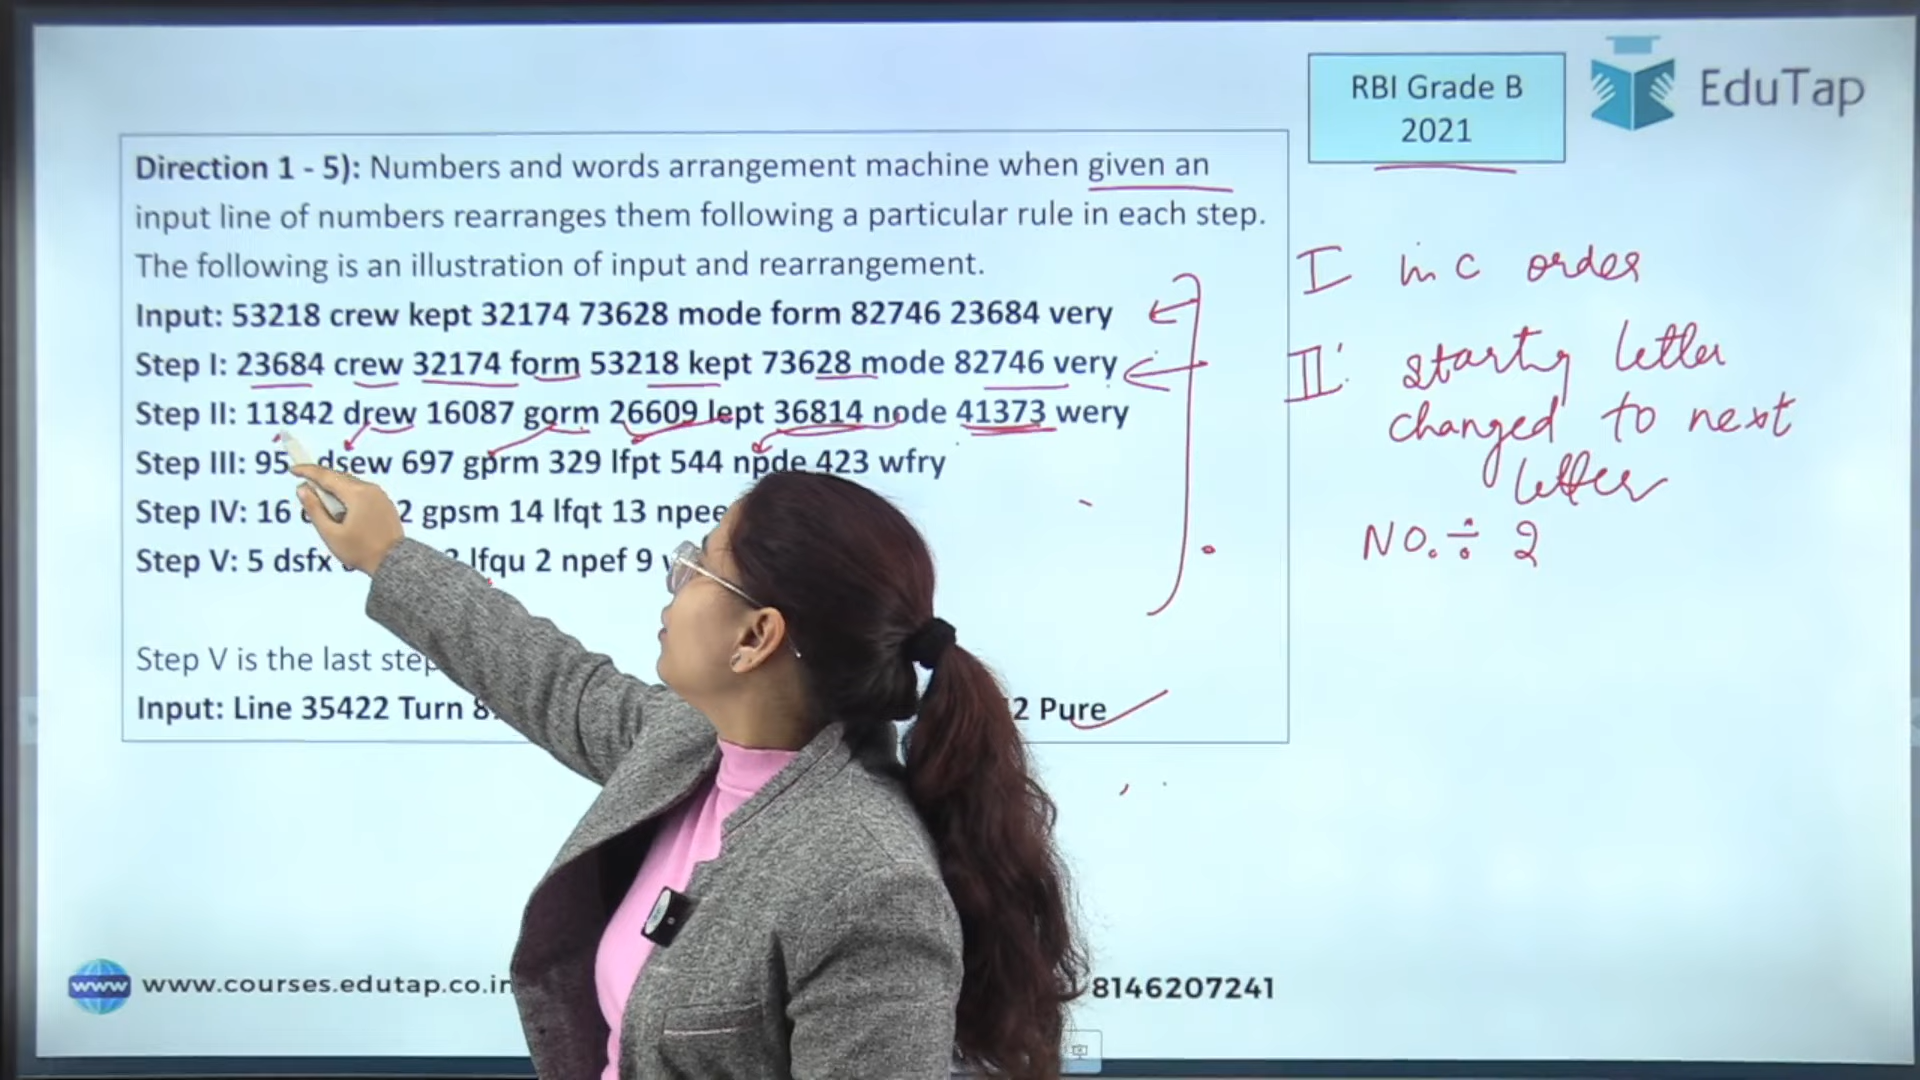 RBI Grade B
2021
EduTap
Direction 1 - 5): Numbers and words arrangement machine when given an
input line of numbers rearranges them following a particular rule in each step.
The following is an illustration of input and rearrangement.
Input: 53218 crew kept 32174 73628 mode form 82746 23684 very
Step I: 23684 crew 32174 form 53218 kept 73628 mode 82746 very
Step II: 11842 drew 16087 gorm 26609 lept 36814 node 41373 wery
Step III: 95 dsew 697 gprm 329 lfpt 544 npde 423 wfry
Step IV: 16 2 gpsm 14 lfqt 13 npee
Step V: 5 dsfx lfqu 2 npef 9
Step V is the last step
Input: Line 35422 Turn 8 2 Pure
I inc order
II starting letter
changed to next
letter
NO. ÷ 2
www www.courses.edutap.co.in
8146207241